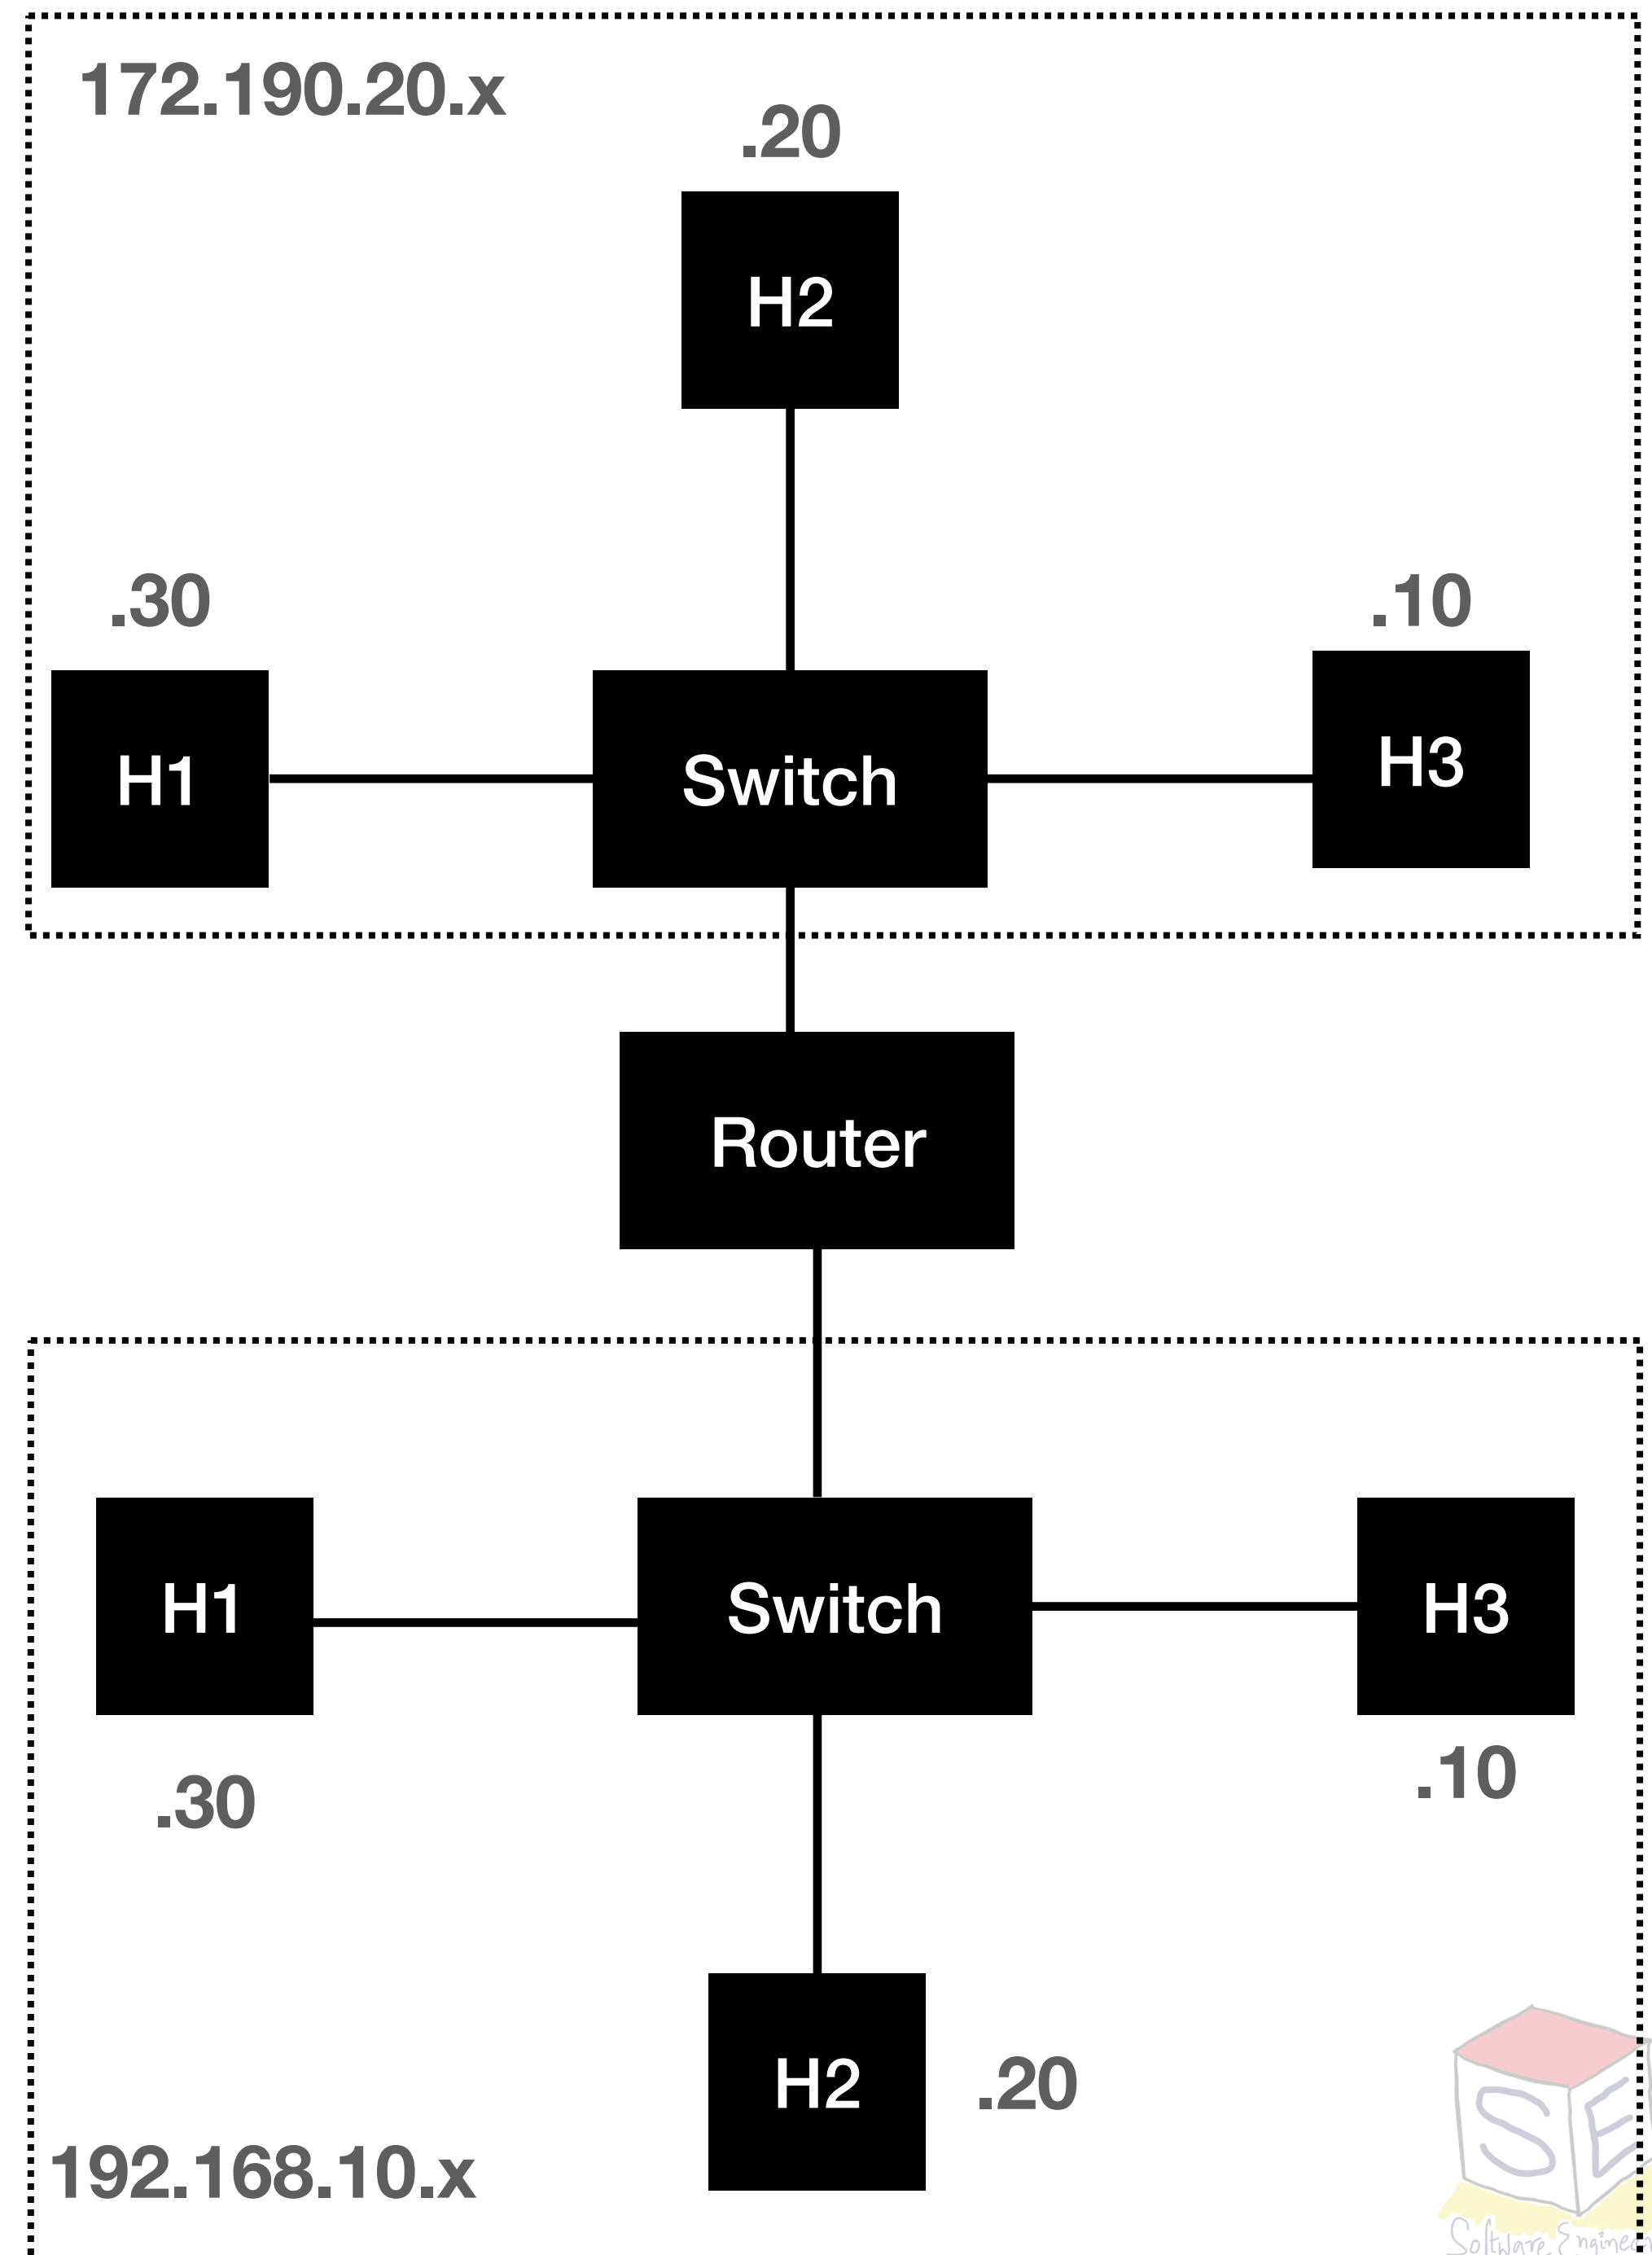 172.190.20.x
.20
H2
.30
.10
H1
Switch
H3
Router
H1
Switch
H3
.30
.10
H2
.20
192.168.10.x
SE
Software